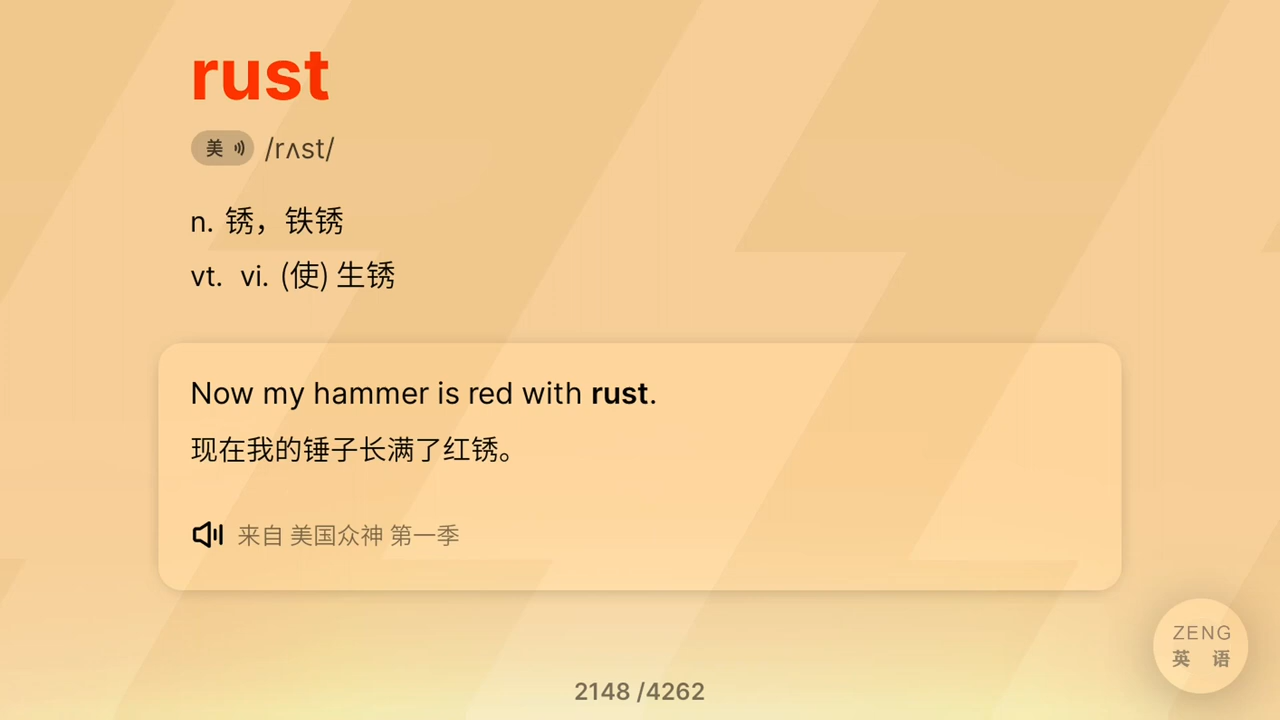 rust
美 /rʌst/
n. 锈，铁锈
vt. vi. (使) 生锈
Now my hammer is red with rust.
现在我的锤子长满了红锈。
来自 美国众神 第一季
ZENG
英 语
2148 /4262